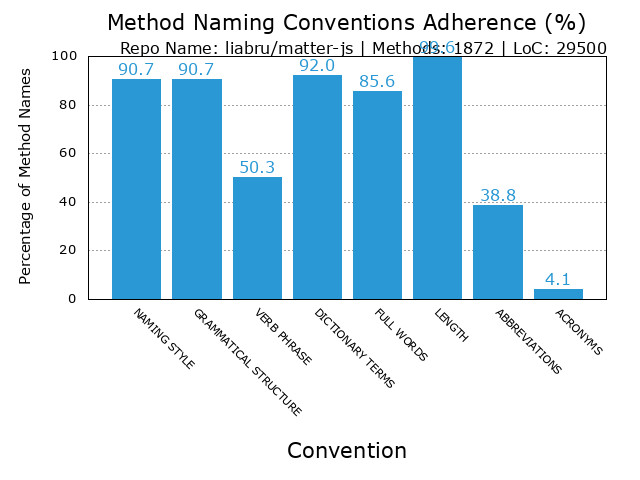 Method Naming Conventions Adherence (%)
Repo Name: liabru/matter-js | Methods: 1872 | LoC: 29500
Percentage of Method Names
100
80
60
40
20
0
90.7
90.7
50.3
92.0
85.6
99.6
38.8
4.1
NAMING STYLE
GRAMMATICAL STRUCTURE
VERB PHRASE
DICTIONARY TERMS
FULL WORDS
LENGTH
ABBREVIATIONS
ACRONYMS
Convention